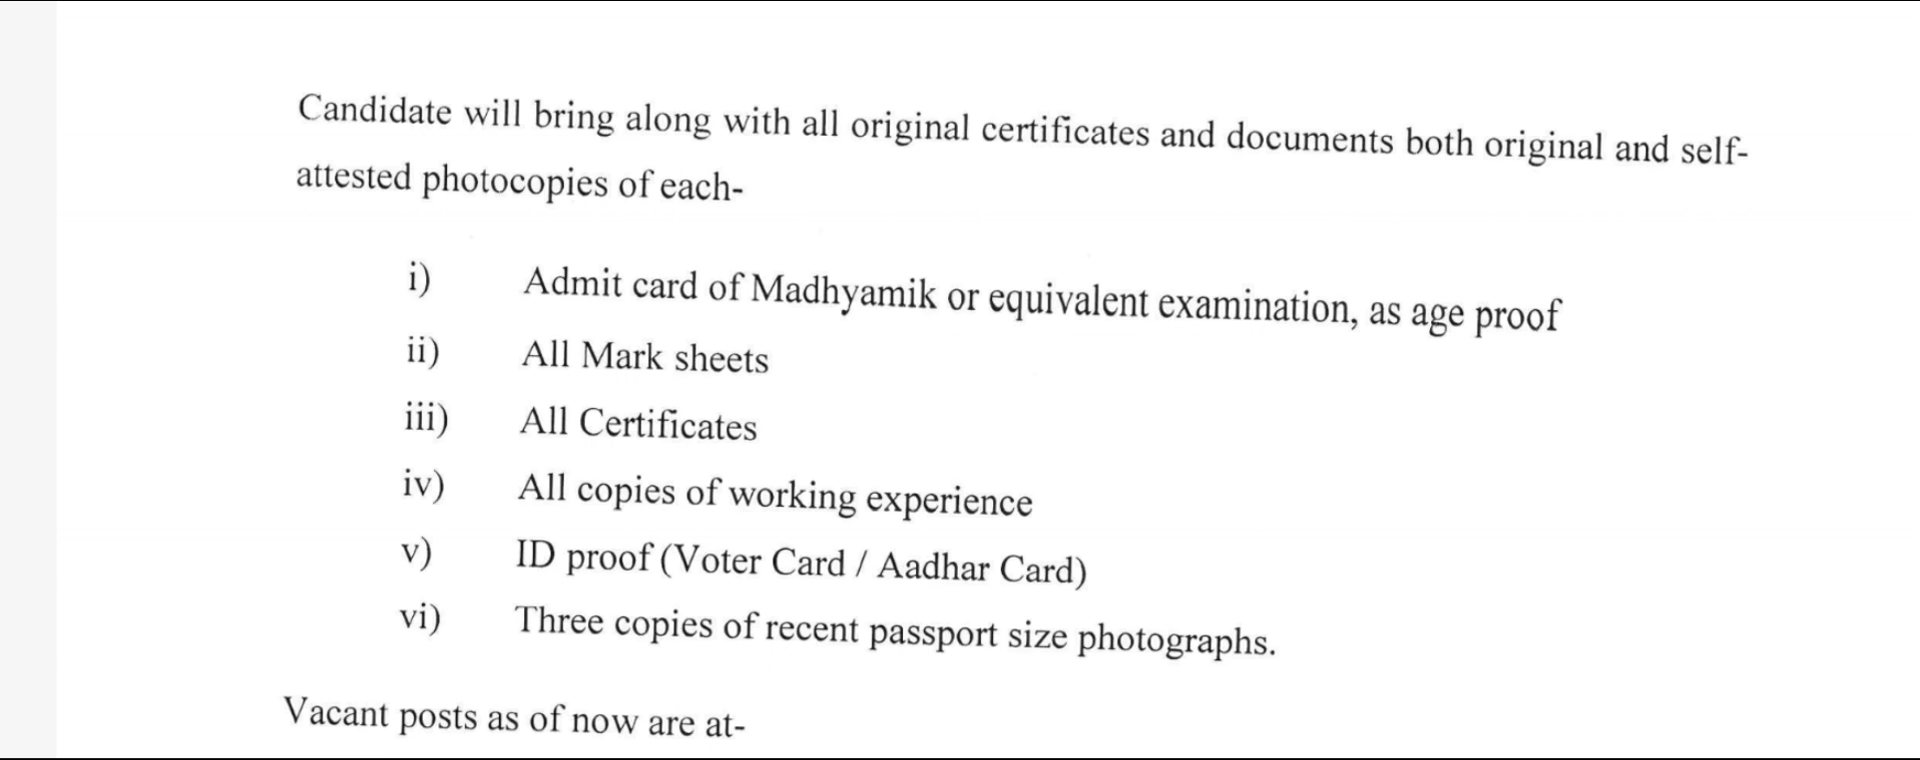 Candidate will bring along with all original certificates and documents both original and self-
attested photocopies of each-
i) Admit card of Madhyamik or equivalent examination, as age proof
ii) All Mark sheets
iii) All Certificates
iv) All copies of working experience
v) ID proof (Voter Card / Aadhar Card)
vi) Three copies of recent passport size photographs.
Vacant posts as of now are at-